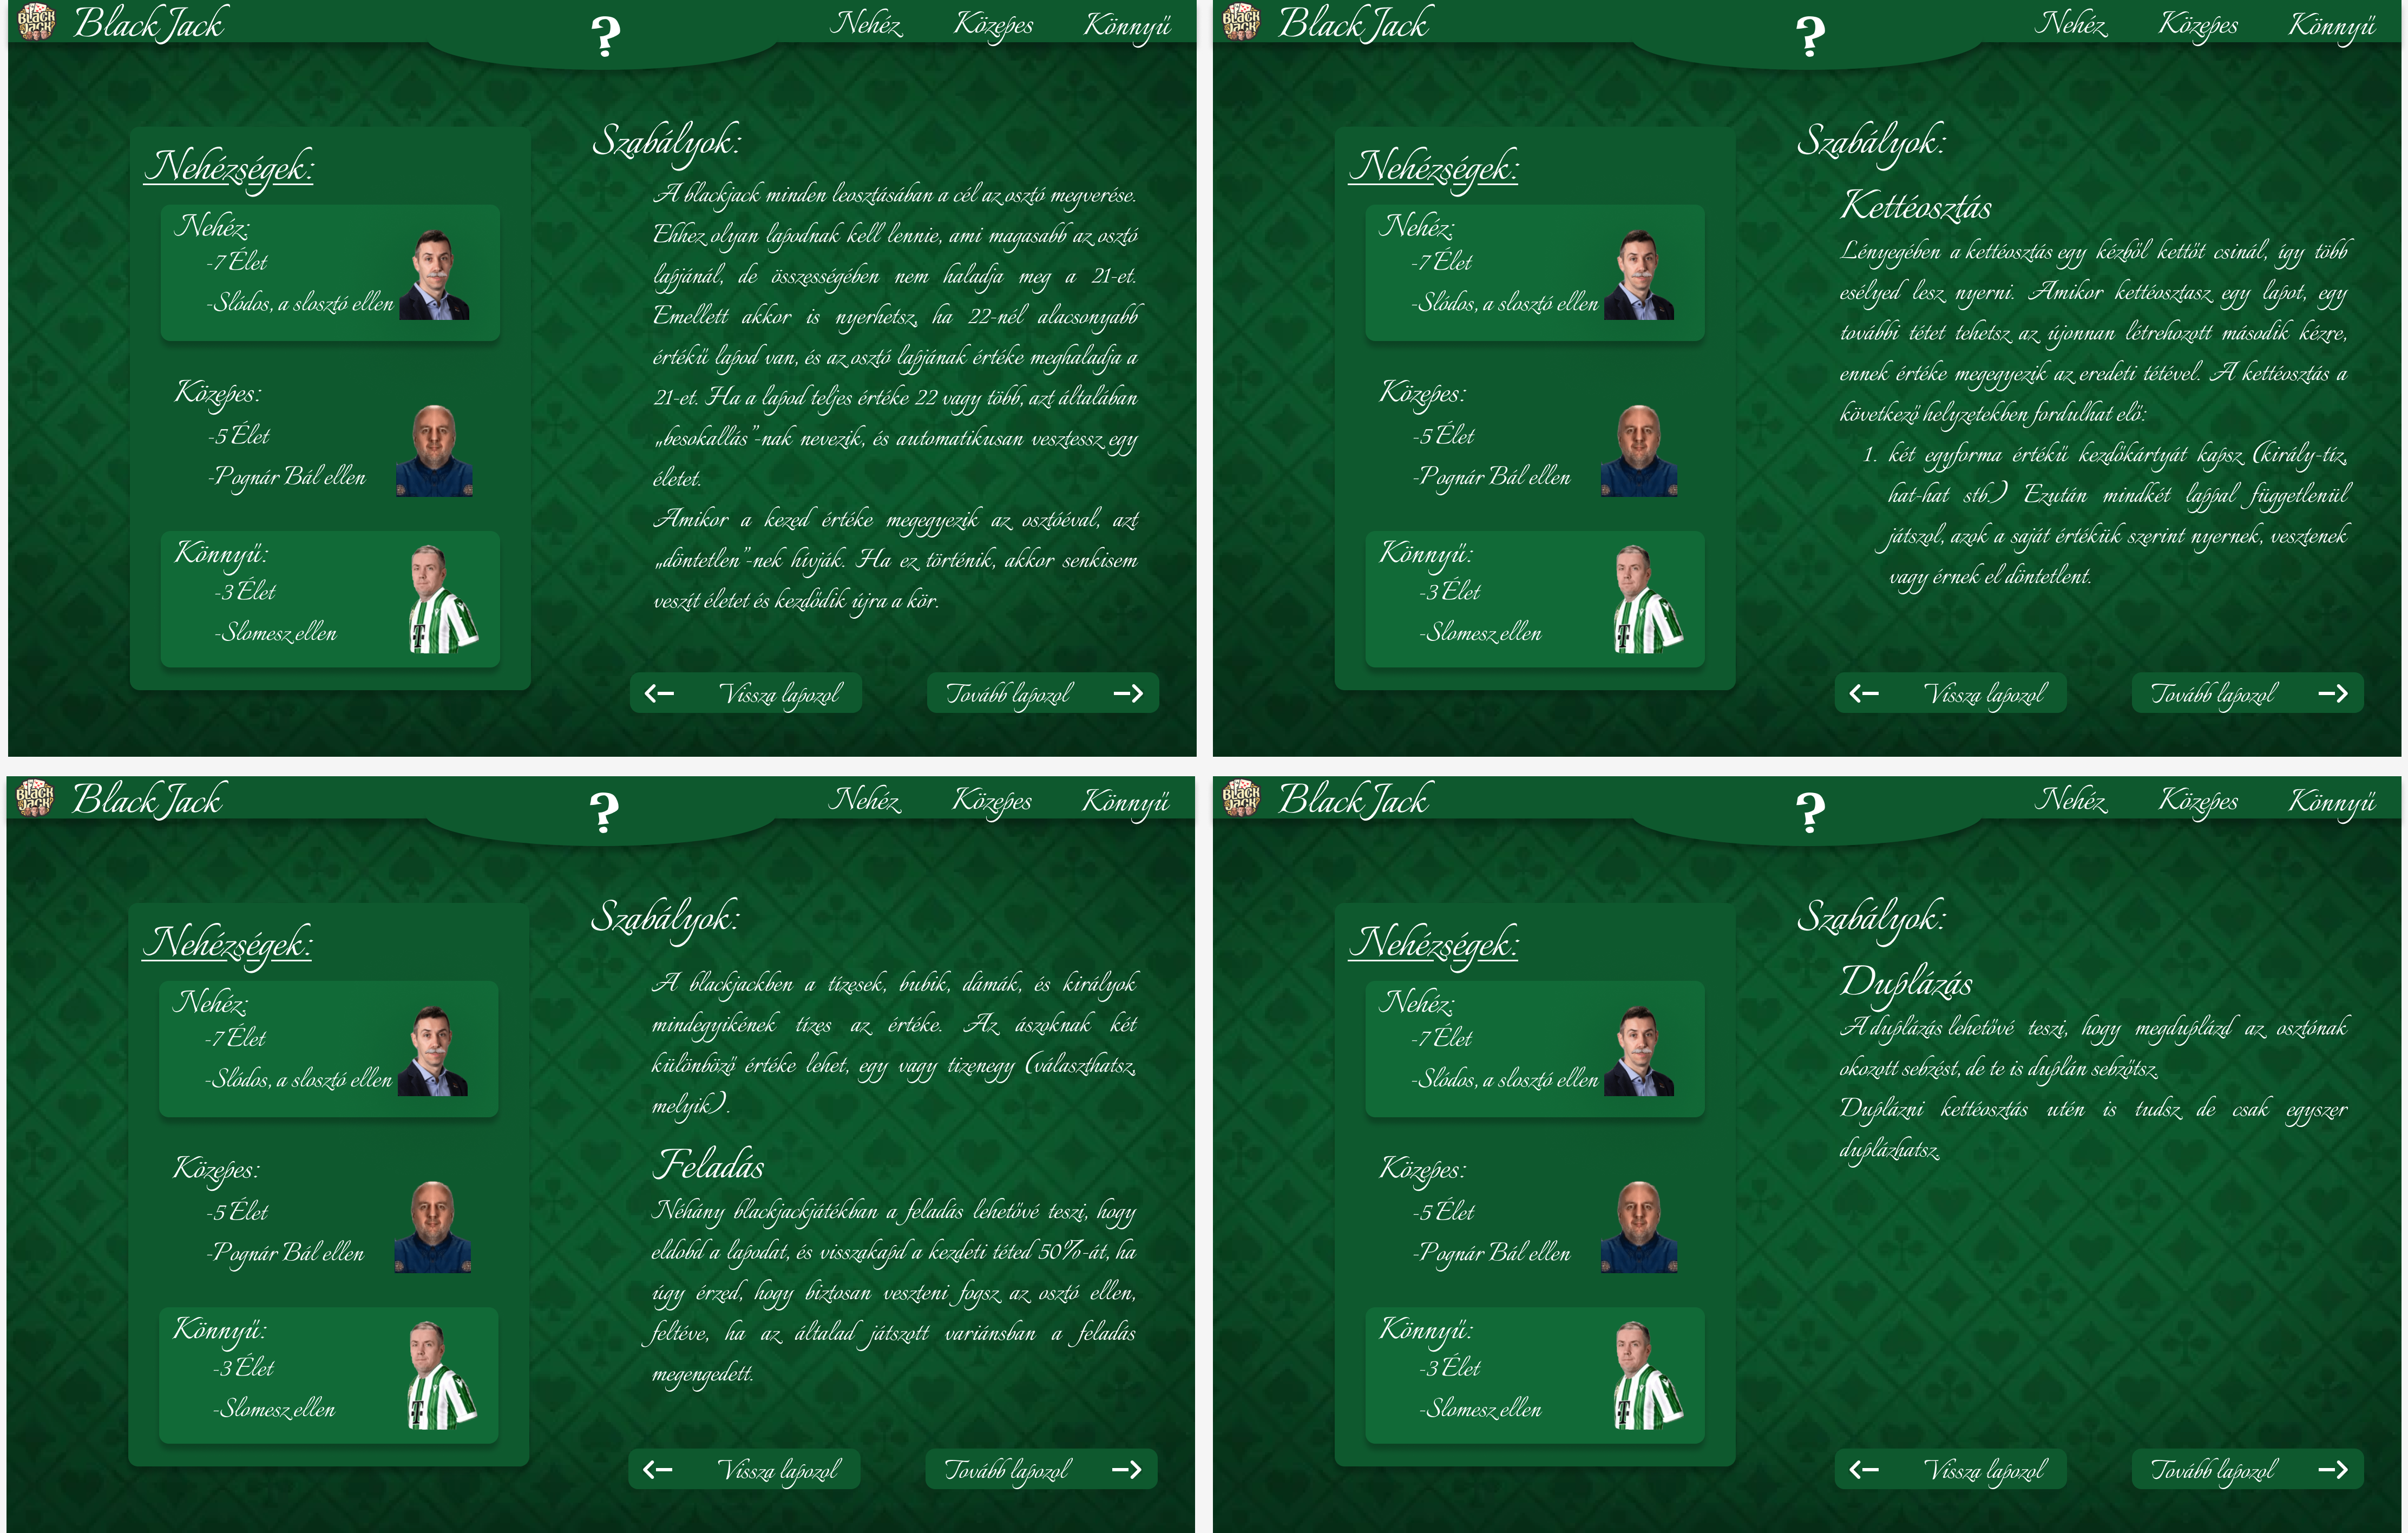 BLACK JACK
BlackJack
?
Nehéz
Közepes
Könnyű
Nehézségek:
Nehéz:
-7 Élet
-Slódos, a slosztó ellen
Közepes:
-5 Élet
-Pognár Bál ellen
Könnyű:
-3 Élet
-Slomesz ellen
Szabályok:
A blackjack minden leosztásában a cél az osztó megverése.
Ehhez olyan lapodnak kell lennie, ami magasabb az osztó
lapjánál, de összességében nem haladja meg a 21-et.
Emellett akkor is nyerhetsz, ha 22-nél alacsonyabb
értékű lapod van, és az osztó lapjának értéke meghaladja a
21-et. Ha a lapod teljes értéke 22 vagy több, azt általában
„besokallás”-nak nevezik, és automatikusan vesztessz egy
életet.
Amikor a kezed értéke megegyezik az osztóéval, azt
„döntetlen”-nek hívják. Ha ez történik, akkor senkisem
veszít életet és kezdődik újra a kör.
Vissza lapozol
Tovább lapozol
BLACK JACK
BlackJack
?
Nehéz
Közepes
Könnyű
Nehézségek:
Nehéz:
-7 Élet
-Slódos, a slosztó ellen
Közepes:
-5 Élet
-Pognár Bál ellen
Könnyű:
-3 Élet
-Slomesz ellen
Szabályok:
Kettéosztás
Lényegében a kettéosztás egy kézből kettőt csinál, így több
esélyed lesz nyerni. Amikor kettéosztasz egy lapot, egy
további tétet tehetsz az újonnan létrehozott második kézre,
ennek értéke megegyezik az eredeti tétével. A kettéosztás a
következő helyzetekben fordulhat elő:
1. két egyforma értékű kezdőkártyát kapsz (király-tíz,
hat-hat stb.) Ezután mindkét lappal függetlenül
játszol, azok a saját értékük szerint nyernek, vesztenek
vagy érnek el döntetlent.
Vissza lapozol
Tovább lapozol
BLACK JACK
BlackJack
?
Nehéz
Közepes
Könnyű
Nehézségek:
Nehéz:
-7 Élet
-Slódos, a slosztó ellen
Közepes:
-5 Élet
-Pognár Bál ellen
Könnyű:
-3 Élet
-Slomesz ellen
Szabályok:
A blackjackben a tízesek, bubik, dámák, és királyok
mindegyikének tízes az értéke. Az ászoknak két
különböző értéke lehet, egy vagy tizenegy (választhatsz,
melyik).
Feladás
Néhány blackjackjátékban a feladás lehetővé teszi, hogy
eldobd a lapodat, és visszakapd a kezdeti téted 50%-át, ha
úgy érzed, hogy biztosan veszteni fogsz az osztó ellen,
feltéve, ha az általad játszott variánsban a feladás
megengedett.
Vissza lapozol
Tovább lapozol
BLACK JACK
BlackJack
?
Nehéz
Közepes
Könnyű
Nehézségek:
Nehéz:
-7 Élet
-Slódos, a slosztó ellen
Közepes:
-5 Élet
-Pognár Bál ellen
Könnyű:
-3 Élet
-Slomesz ellen
Szabályok:
Duplázás
A duplázás lehetővé teszi, hogy megduplázd az osztónak
okozott sebzést, de te is duplán sebződsz.
Duplázni kettéosztás utén is tudsz de csak egyszer
duplázhatsz.
Vissza lapozol
Tovább lapozol